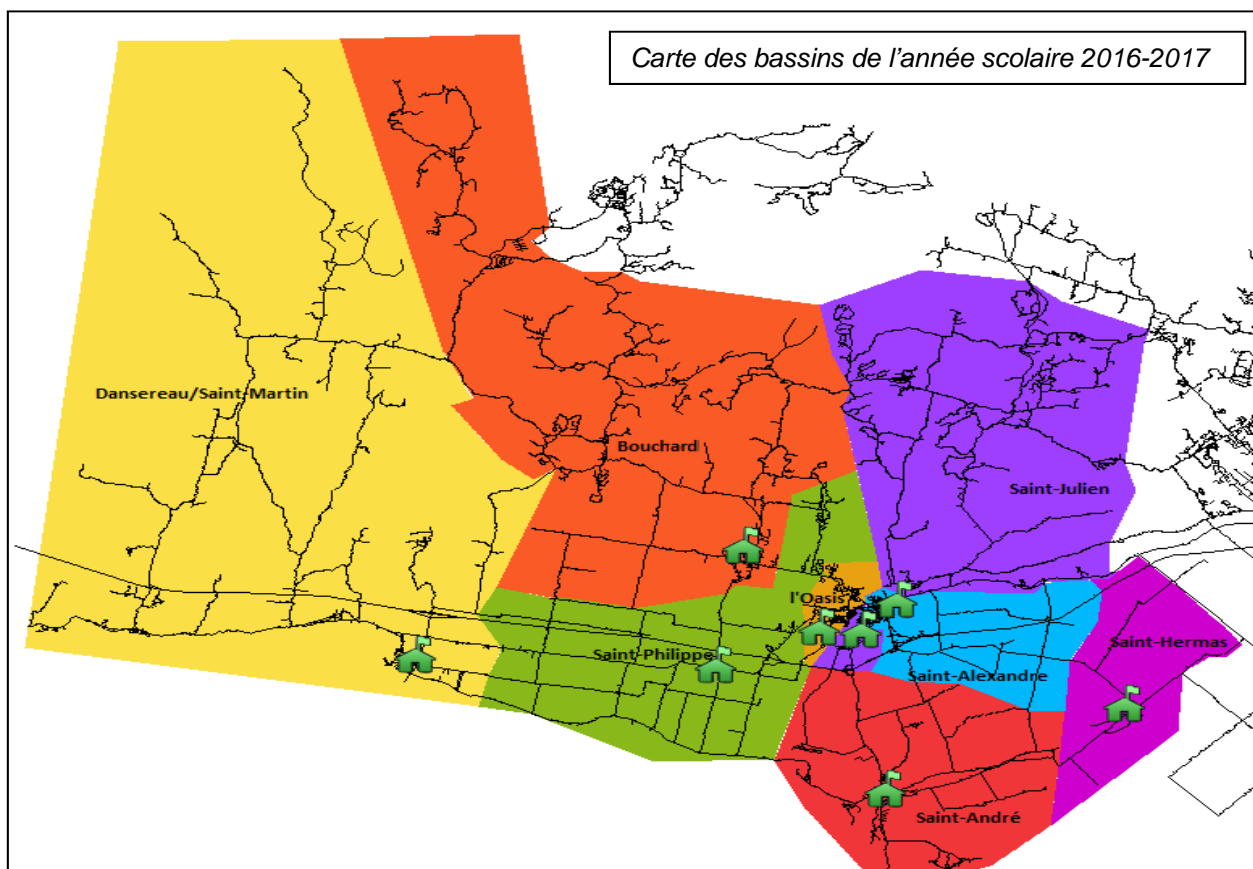 Carte des bassins de l'année scolaire 2016-2017
Dansereau/Saint-Martin
Bouchard
Saint-Julien
l'Oasis
Saint-Philippe
Saint-Hermas
Saint-Alexandre
Saint-André